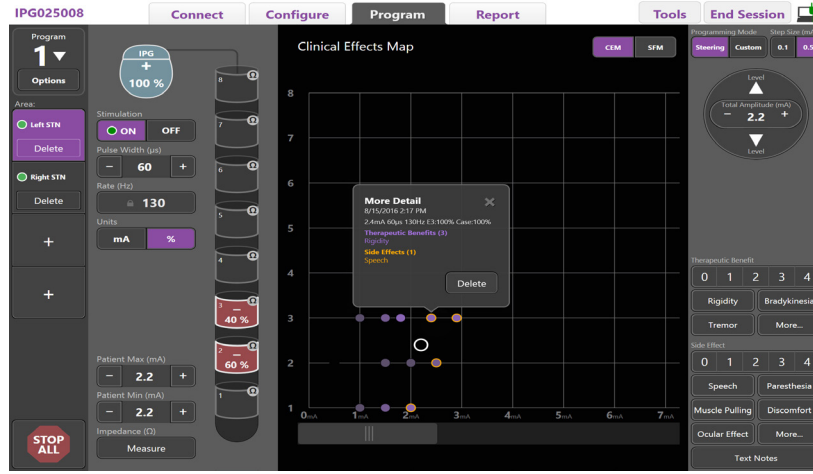 IPG025008
Connect
Configure
Program
Report
Tools
End Session
Program
1
Options
Area:
Left STN
Delete
Right STN
Delete
+
+
STOP
ALL
IPG
+
100 %
Stimulation
ON OFF
Pulse Width (µs)
− 60 +
Rate (Hz)
130
Units
mA %
Patient Max (mA)
− 2.2 +
Patient Min (mA)
− 2.2 +
Impedance (Ω)
Measure
8 Ω
7 Ω
6 Ω
5 Ω
4 Ω
3 − Ω
40 %
2 − Ω
60 %
1 Ω
Clinical Effects Map
CEM SFM
8
7
6
5
4
3
2
1
0mA 1mA 2mA 3mA 4mA 5mA 6mA 7mA
More Detail
8/15/2016 2:17 PM
2.4mA 60µs 130Hz E3:100% Case:100%
Therapeutic Benefits (3)
Rigidity
Side Effects (1)
Speech
Delete
Programming Mode Step Size (mA
Steering Custom 0.1 0.5
Level
Total Amplitude (mA)
− 2.2 +
Level
Therapeutic Benefit
0 1 2 3 4
Rigidity Bradykinesia
Tremor More...
Side Effect
0 1 2 3 4
Speech Paresthesia
Muscle Pulling Discomfort
Ocular Effect More...
Text Notes